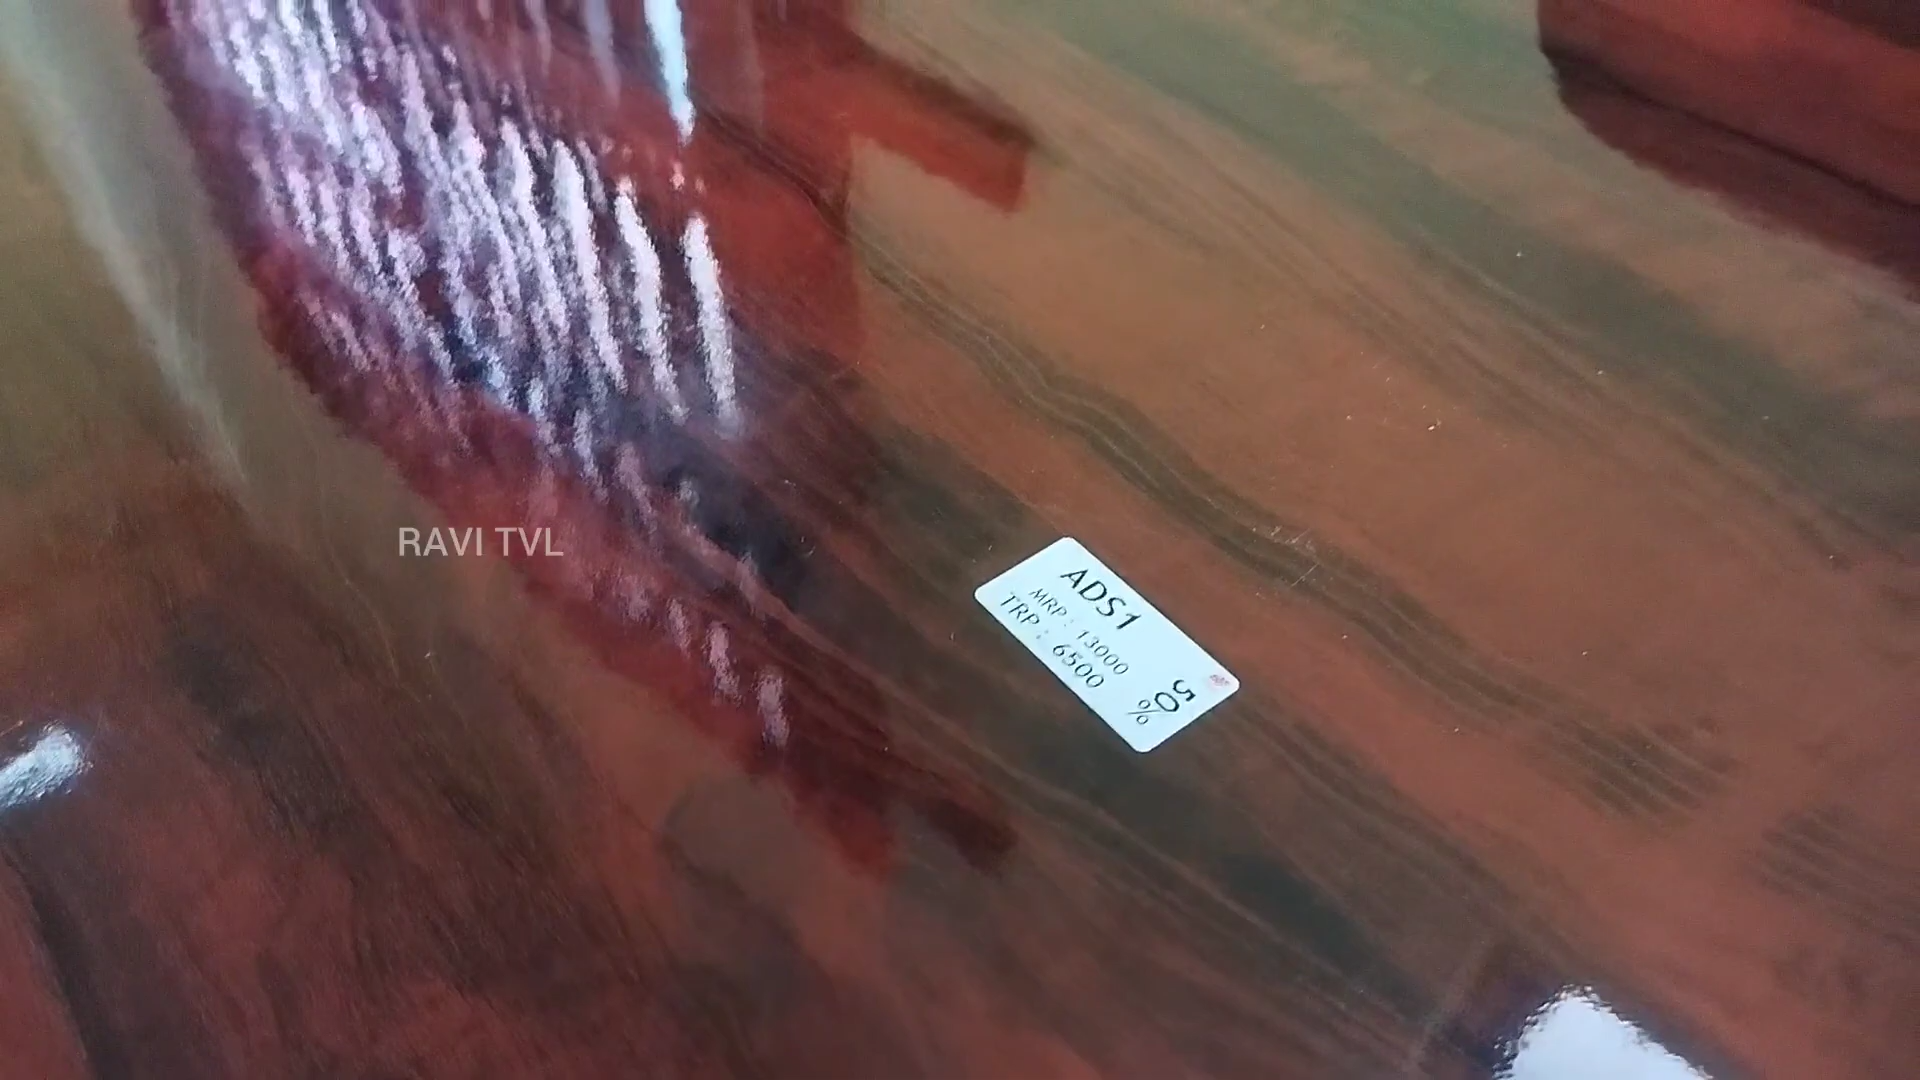 RAVI TVL
ADS1
MRP : 13000
TRP : 6500
50
%